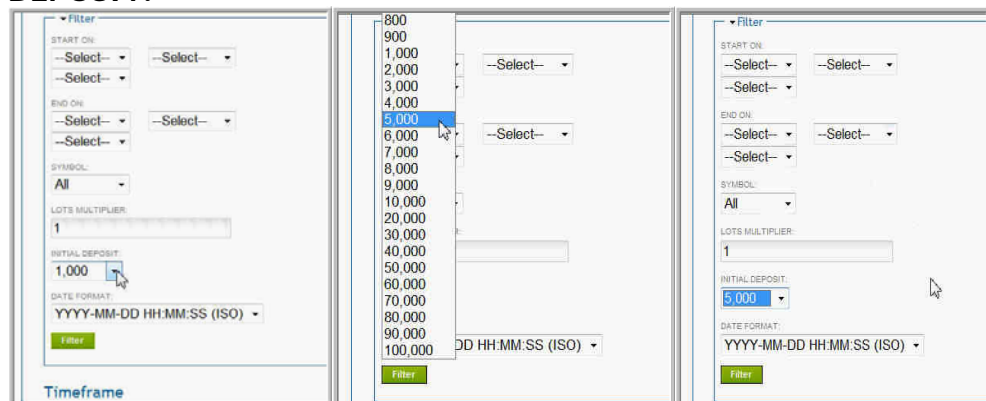 Filter
START ON:
--Select-- --Select--
--Select--
END ON:
--Select-- --Select--
--Select--
SYMBOL:
All
LOTS MULTIPLIER:
1
INITIAL DEPOSIT:
1,000
DATE FORMAT:
YYYY-MM-DD HH:MM:SS (ISO)
Filter
Timeframe
800
900
1,000
2,000
3,000
4,000
5,000
6,000
7,000
8,000
9,000
10,000
20,000
30,000
40,000
50,000
60,000
70,000
80,000
90,000
100,000
--Select--
--Select--
DD HH:MM:SS (ISO)
Filter
Filter
START ON:
--Select-- --Select--
--Select--
END ON:
--Select-- --Select--
--Select--
SYMBOL:
All
LOTS MULTIPLIER:
1
INITIAL DEPOSIT:
5,000
DATE FORMAT:
YYYY-MM-DD HH:MM:SS (ISO)
Filter